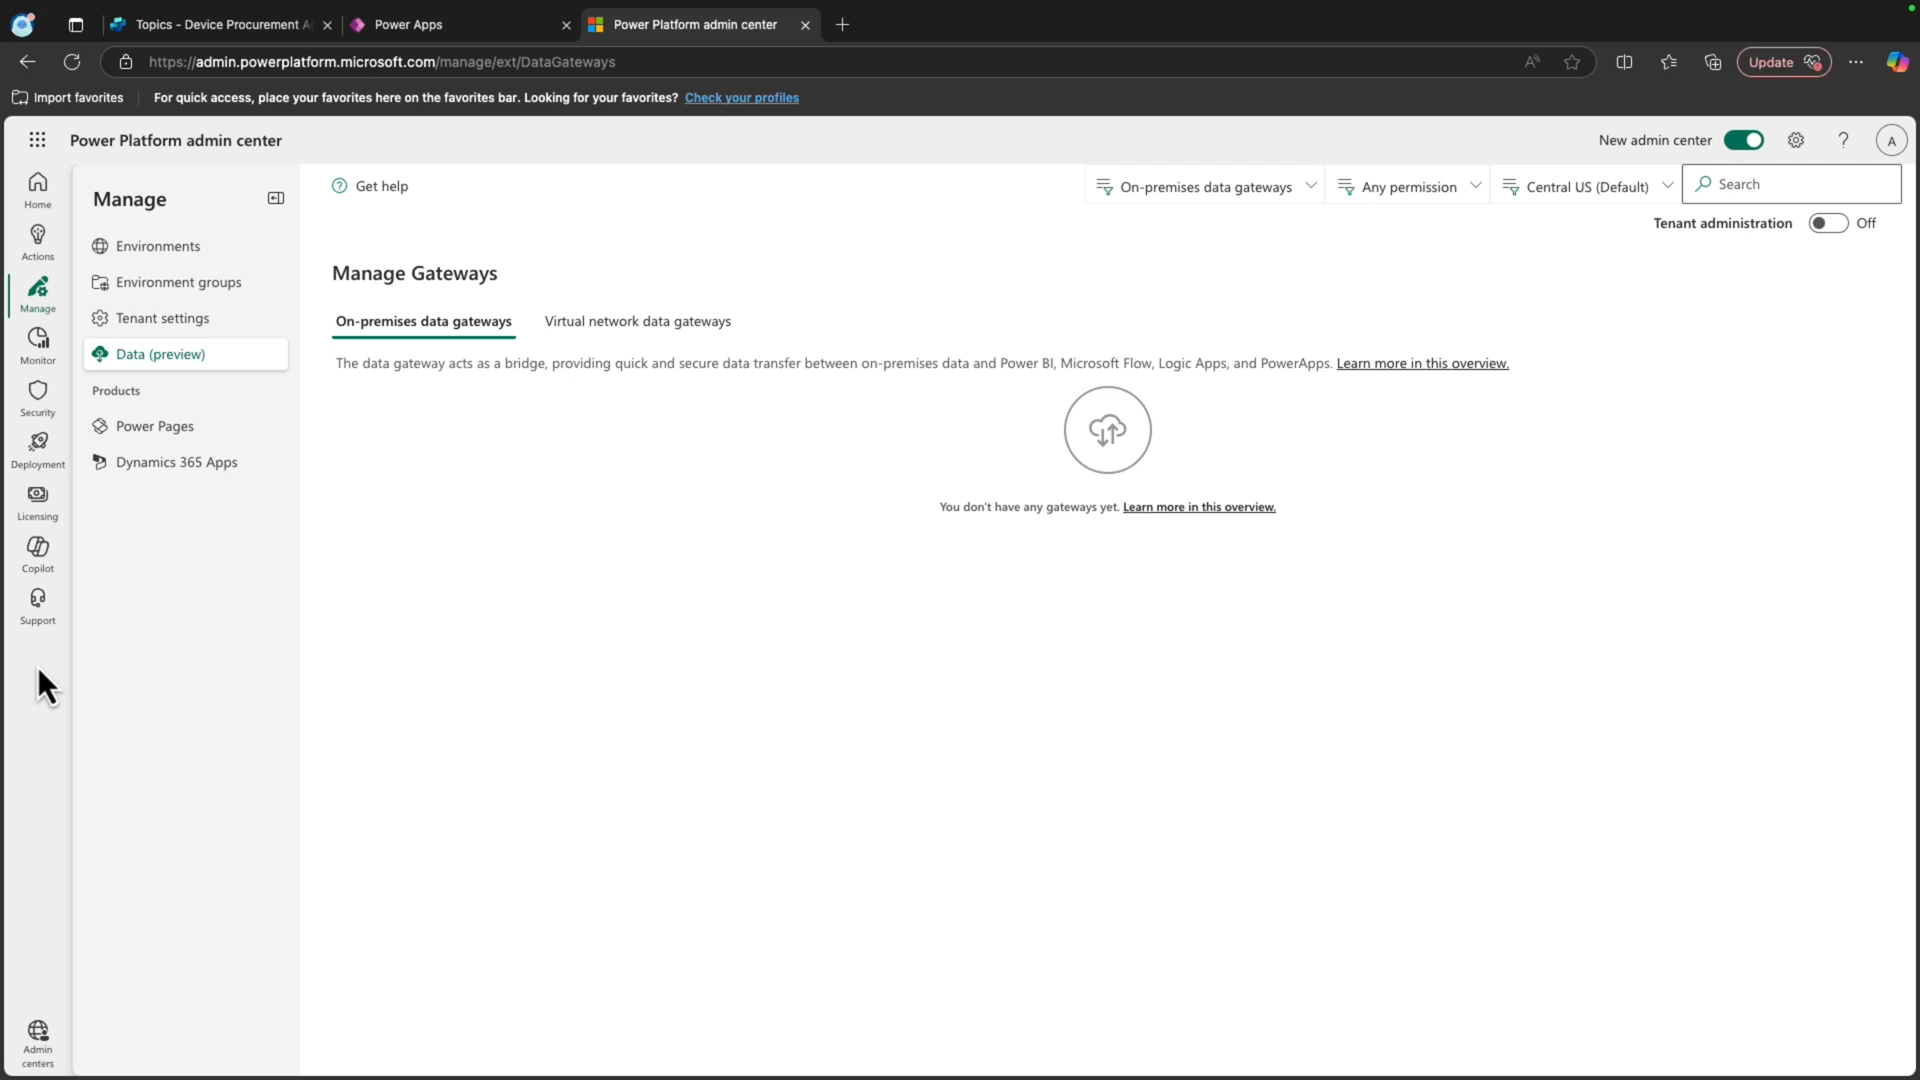 Topics - Device Procurement A
Power Apps
Power Platform admin center
https://admin.powerplatform.microsoft.com/manage/ext/DataGateways
Update
Import favorites
For quick access, place your favorites here on the favorites bar. Looking for your favorites? Check your profiles
Power Platform admin center
New admin center
A
Home
Actions
Manage
Monitor
Security
Deployment
Licensing
Copilot
Support
Admin
centers
Manage
Environments
Environment groups
Tenant settings
Data (preview)
Products
Power Pages
Dynamics 365 Apps
Get help
On-premises data gateways
Any permission
Central US (Default)
Search
Tenant administration
Off
Manage Gateways
On-premises data gateways
Virtual network data gateways
The data gateway acts as a bridge, providing quick and secure data transfer between on-premises data and Power BI, Microsoft Flow, Logic Apps, and PowerApps. Learn more in this overview.
You don't have any gateways yet. Learn more in this overview.